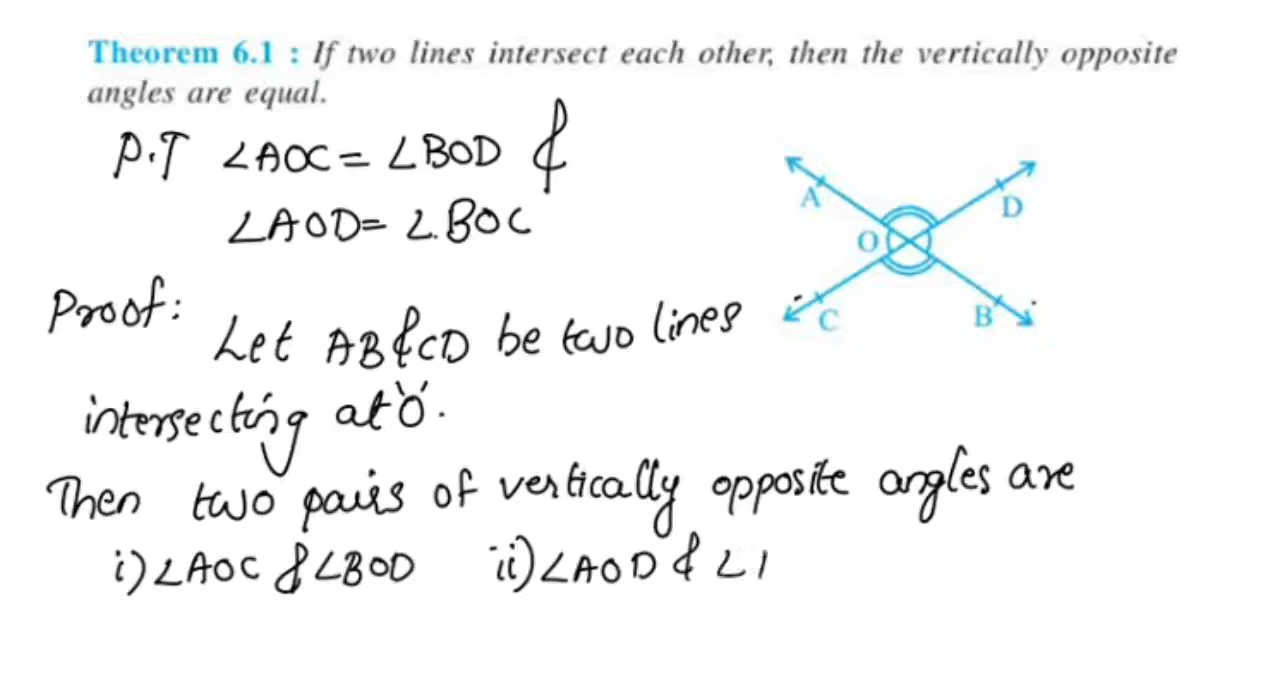 Theorem 6.1 : If two lines intersect each other, then the vertically opposite
angles are equal.
P.T ∠AOC = ∠BOD &
∠AOD = ∠BOC
A
D
O
C
B
Proof:
Let AB & CD be two lines
intersecting at 'O'.
Then two pairs of vertically opposite angles are
i) ∠AOC & ∠BOD ii) ∠AOD & ∠